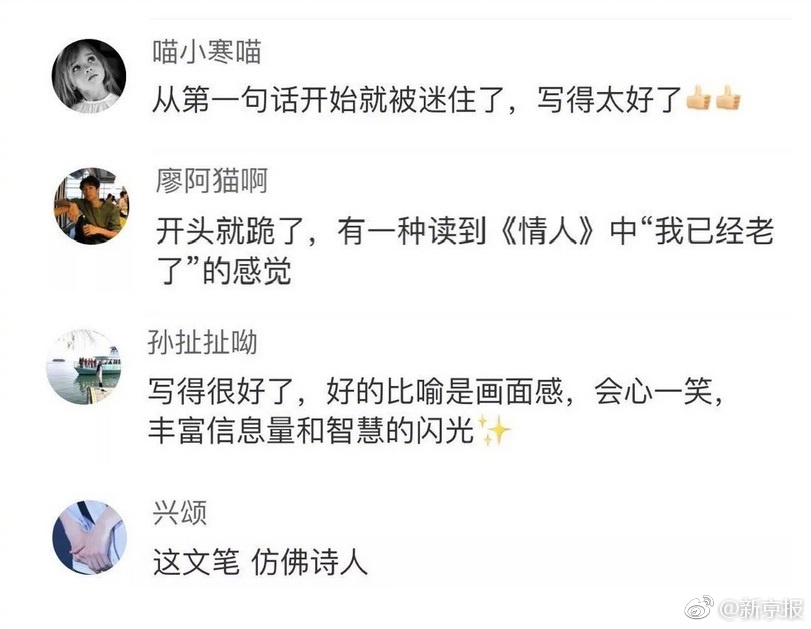 喵小寒喵
从第一句话开始就被迷住了，写得太好了👍🏻👍🏻
廖阿猫啊
开头就跪了，有一种读到《情人》中“我已经老
了”的感觉
孙扯扯呦
写得很好了，好的比喻是画面感，会心一笑，
丰富信息量和智慧的闪光✨
兴颂
这文笔 仿佛诗人
@新京报